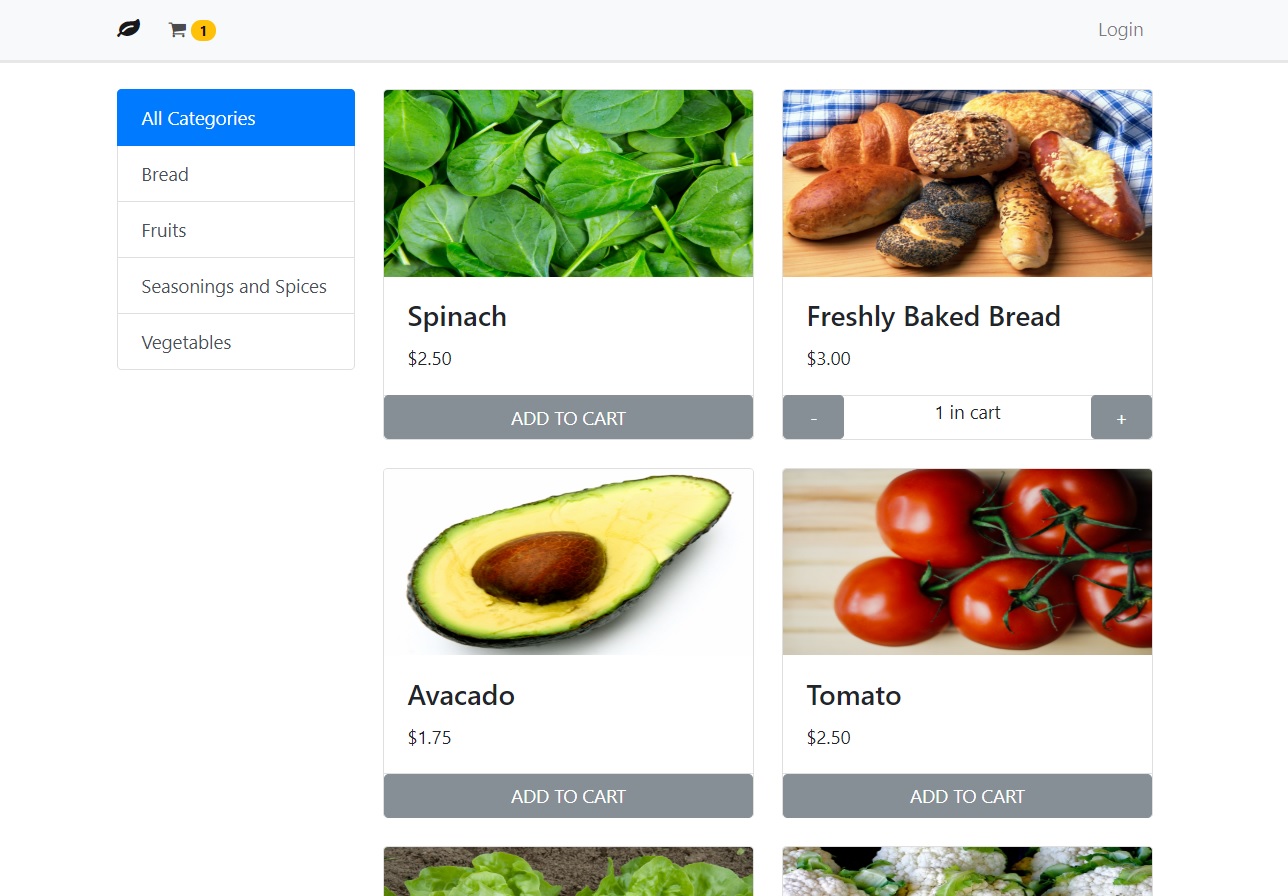 1
Login
All Categories
Bread
Fruits
Seasonings and Spices
Vegetables
Spinach
$2.50
ADD TO CART
Freshly Baked Bread
$3.00
-
1 in cart
+
Avacado
$1.75
ADD TO CART
Tomato
$2.50
ADD TO CART